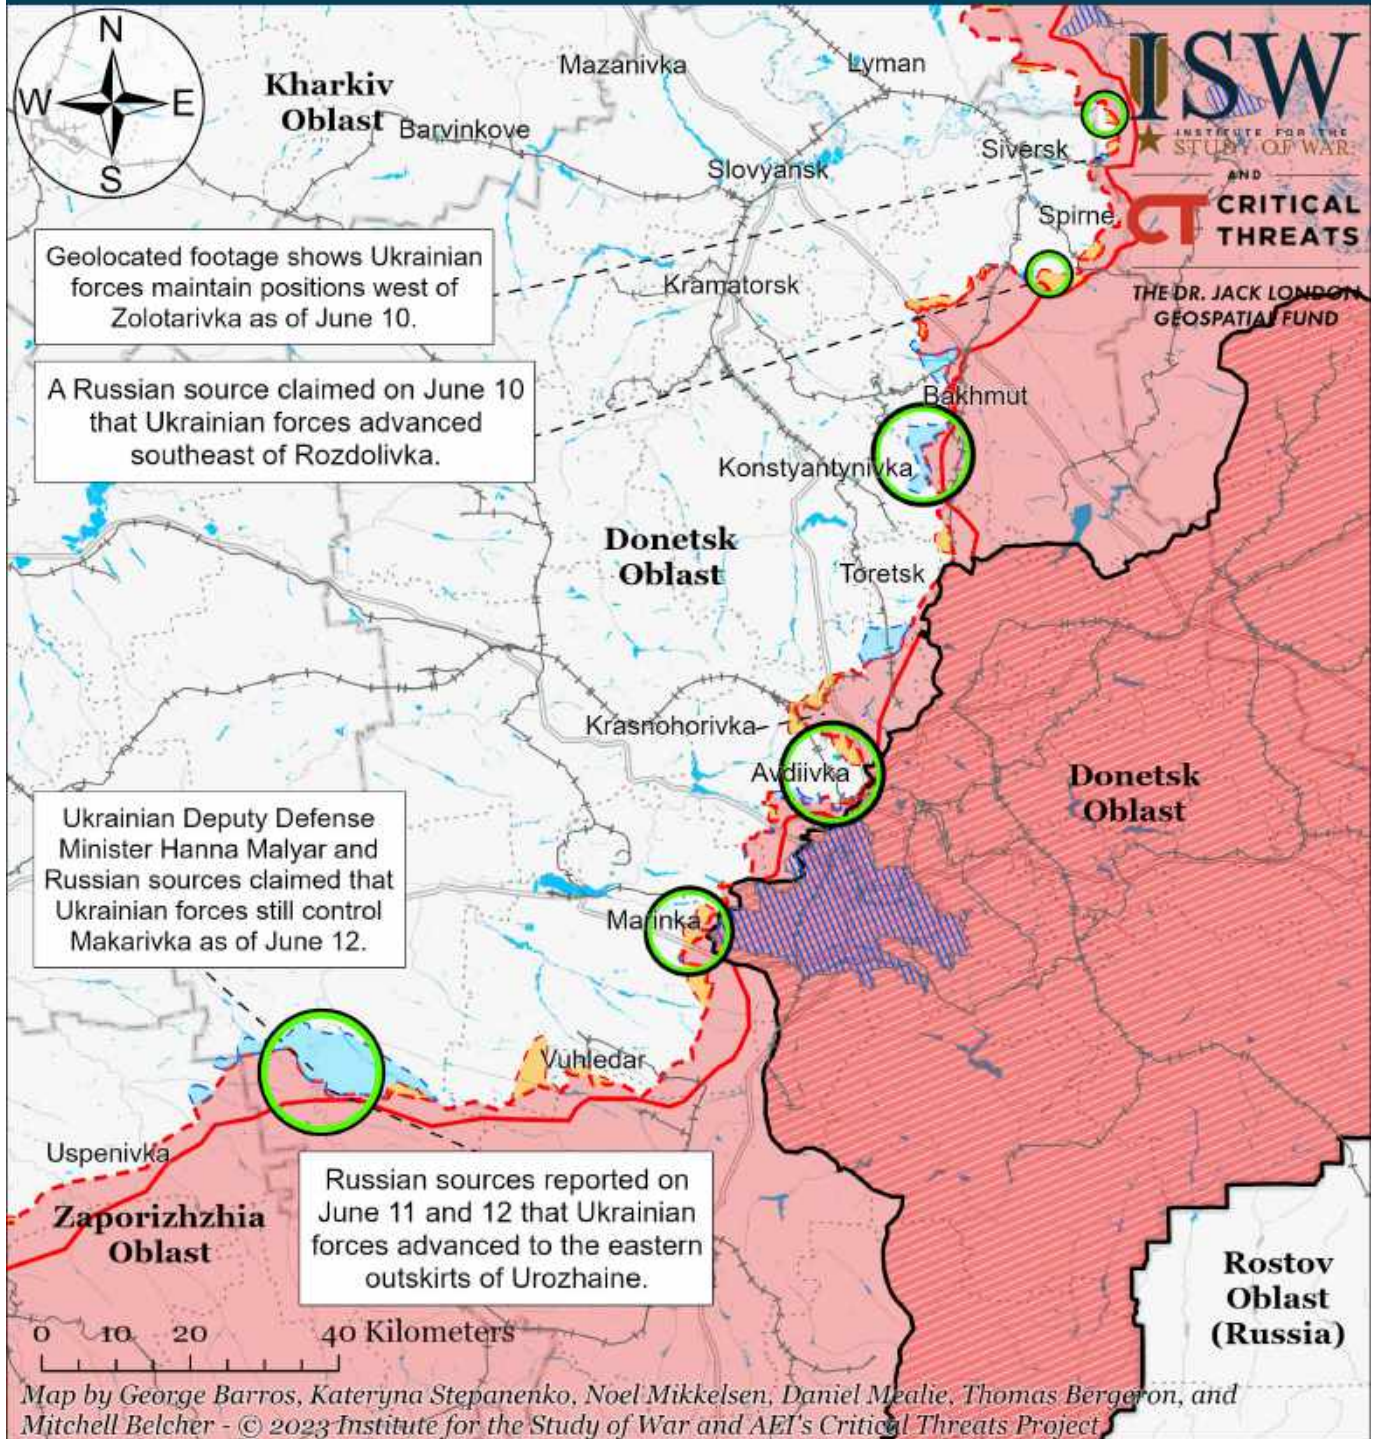 N
W
E
S
Kharkiv
Oblast
Mazanivka
Lyman
Barvinkove
Slovyansk
Siversk
Spirne
ISW
INSTITUTE FOR THE
STUDY OF WAR
AND
CT CRITICAL
THREATS
THE DR. JACK LONDON
GEOSPATIAL FUND
Geolocated footage shows Ukrainian
forces maintain positions west of
Zolotarivka as of June 10.
Kramatorsk
A Russian source claimed on June 10
that Ukrainian forces advanced
southeast of Rozdolivka.
Bakhmut
Konstyantynivka
Donetsk
Oblast
Toretsk
Krasnohorivka
Avdiivka
Donetsk
Oblast
Ukrainian Deputy Defense
Minister Hanna Malyar and
Russian sources claimed that
Ukrainian forces still control
Makarivka as of June 12.
Marinka
Vuhledar
Uspenivka
Zaporizhzhia
Oblast
Russian sources reported on
June 11 and 12 that Ukrainian
forces advanced to the eastern
outskirts of Urozhaine.
Rostov
Oblast
(Russia)
0 10 20 40 Kilometers
Map by George Barros, Kateryna Stepanenko, Noel Mikkelsen, Daniel Mealie, Thomas Bergeron, and
Mitchell Belcher - © 2023 Institute for the Study of War and AEI's Critical Threats Project